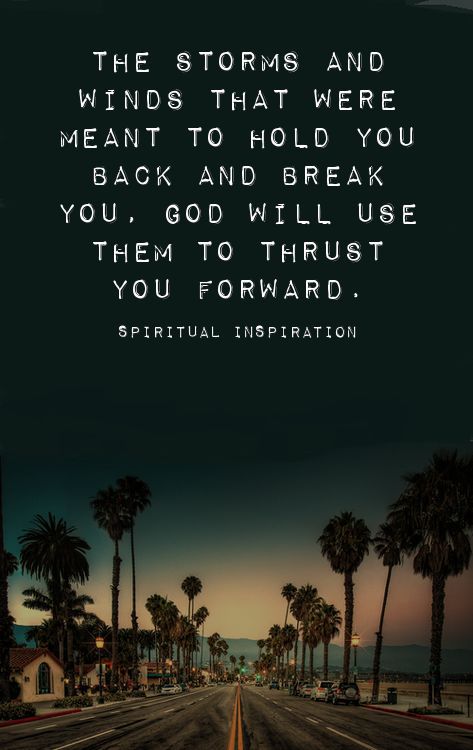 THE STORMS AND
WINDS THAT WERE
MEANT TO HOLD YOU
BACK AND BREAK
YOU, GOD WILL USE
THEM TO THRUST
YOU FORWARD.
SPIRITUAL INSPIRATION